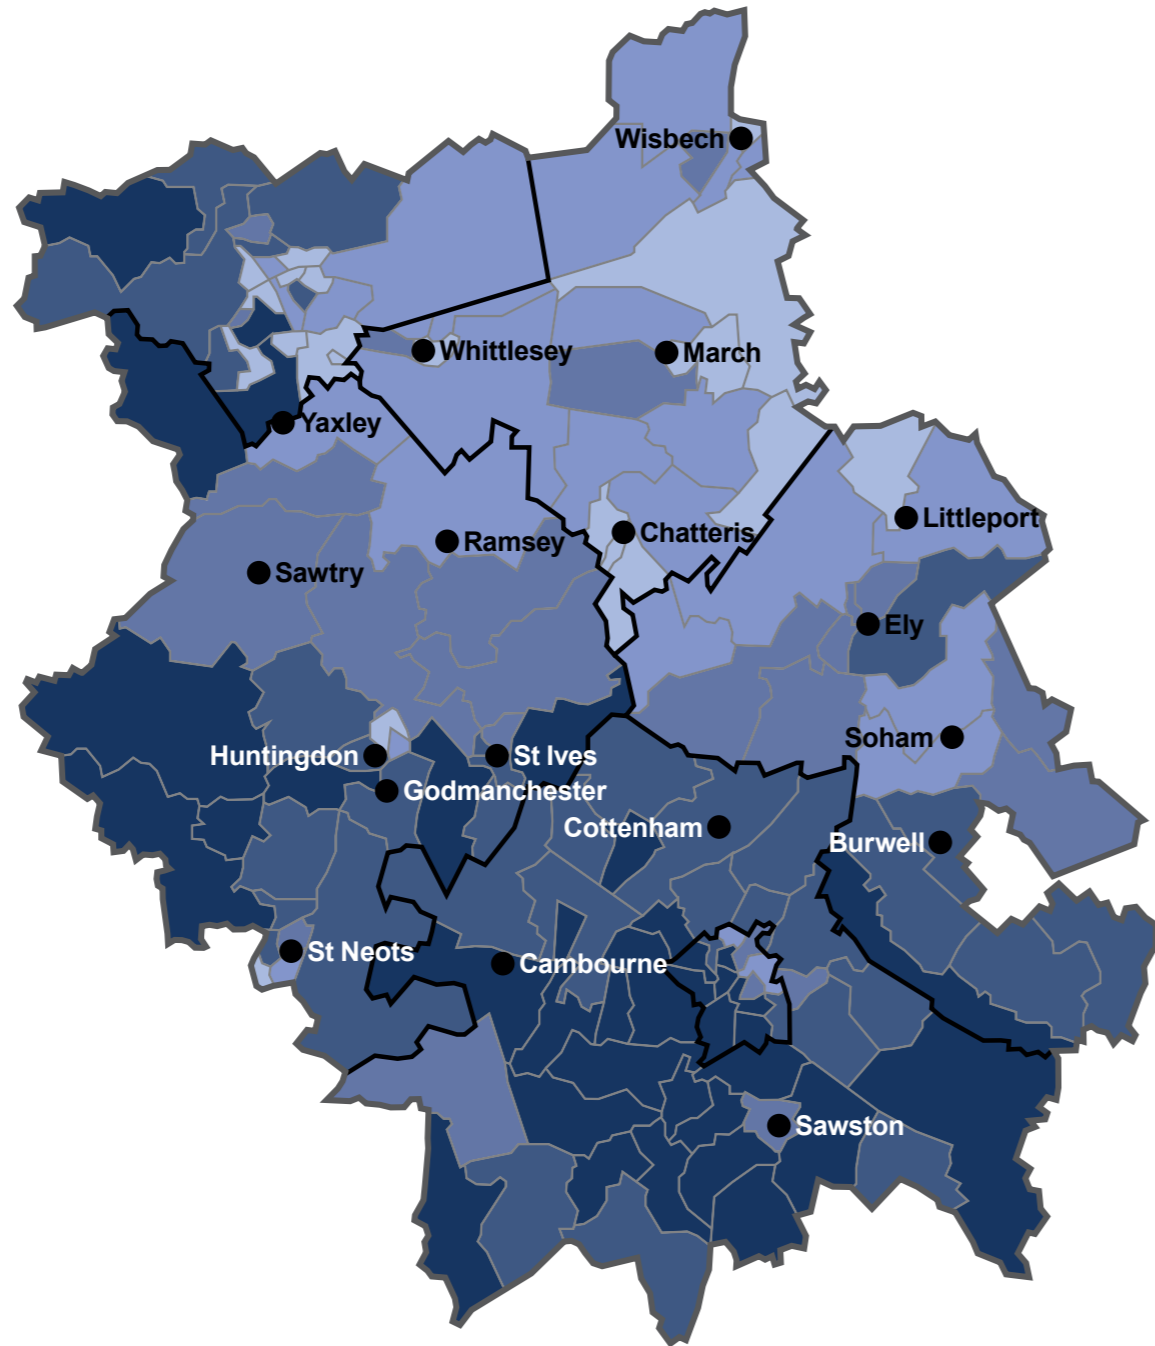 Wisbech
Whittlesey
March
Yaxley
Littleport
Chatteris
Ramsey
Sawtry
Ely
Soham
Huntingdon
St Ives
Godmanchester
Cottenham
Burwell
St Neots
Cambourne
Sawston